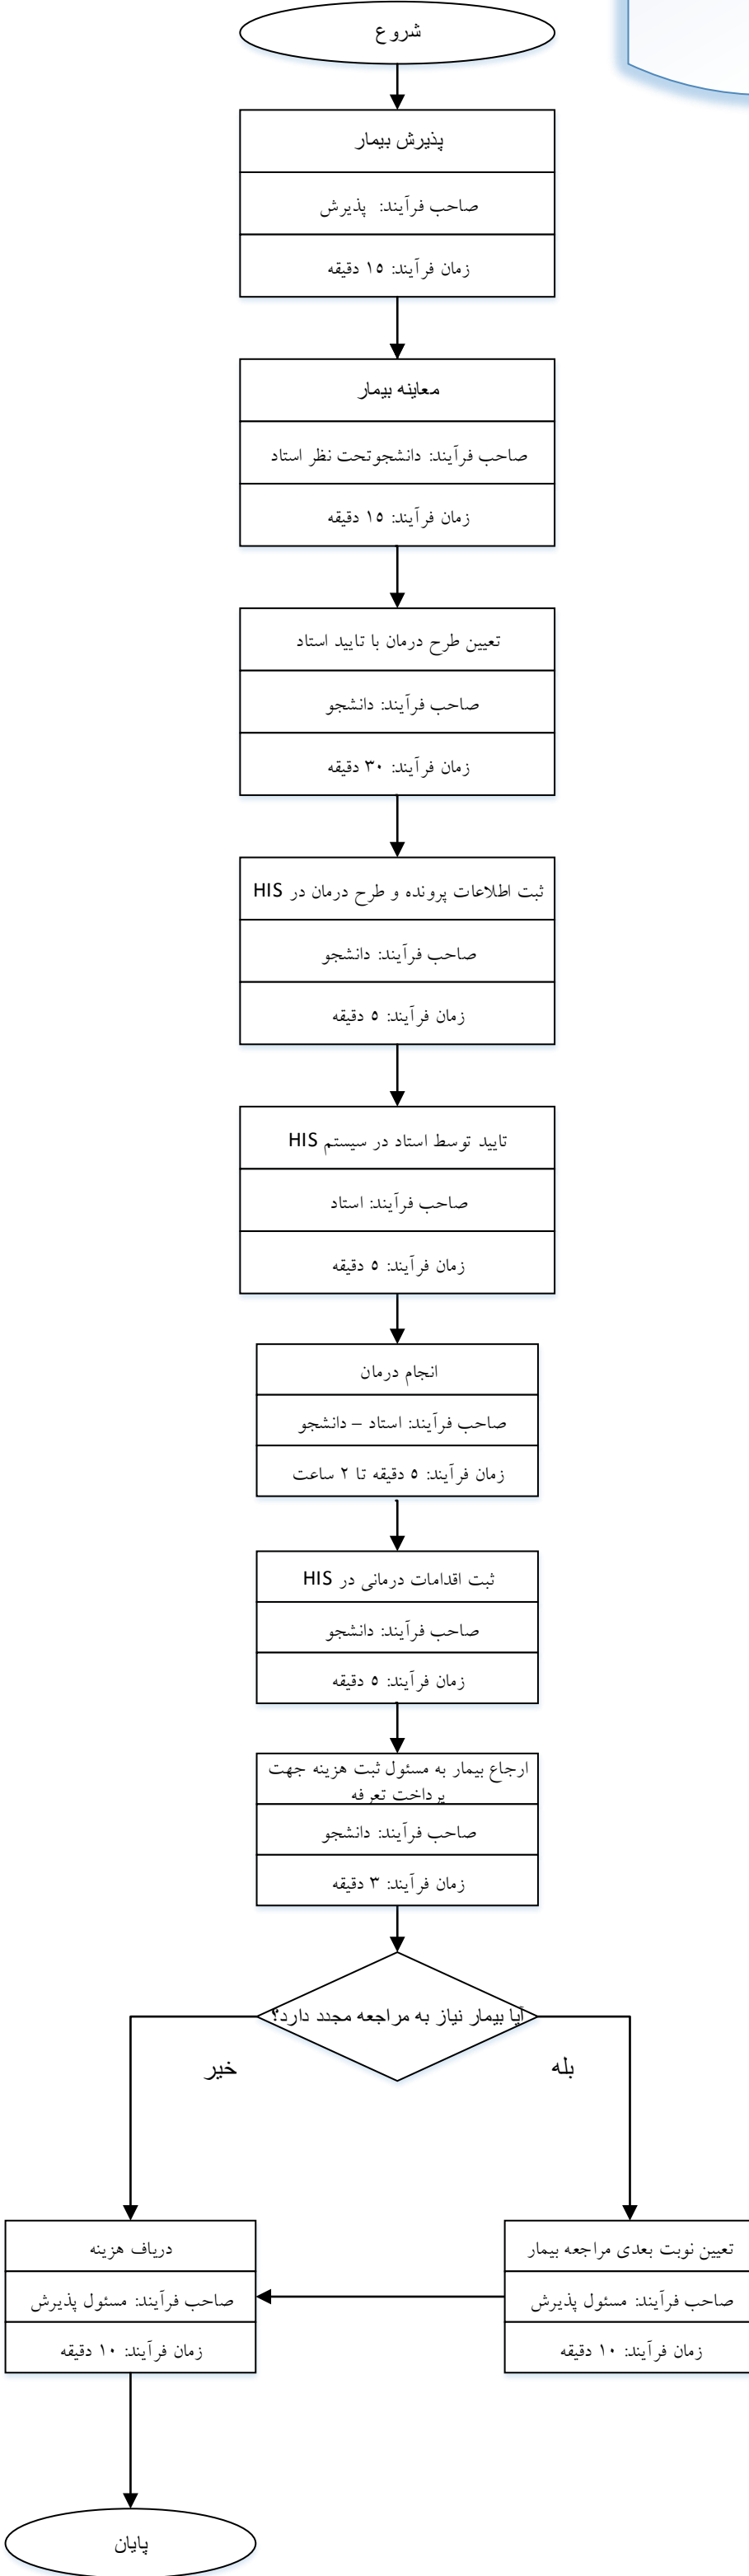 شروع
پذیرش بیمار
صاحب فرآیند: پذیرش
زمان فرآیند: ۱۵ دقیقه
معاینه بیمار
صاحب فرآیند: دانشجوتحت نظر استاد
زمان فرآیند: ۱۵ دقیقه
تعیین طرح درمان با تایید استاد
صاحب فرآیند: دانشجو
زمان فرآیند: ۳۰ دقیقه
ثبت اطلاعات پرونده و طرح درمان در HIS
صاحب فرآیند: دانشجو
زمان فرآیند: ۵ دقیقه
تایید توسط استاد در سیستم HIS
صاحب فرآیند: استاد
زمان فرآیند: ۵ دقیقه
انجام درمان
صاحب فرآیند: استاد – دانشجو
زمان فرآیند: ۵ دقیقه تا ۲ ساعت
ثبت اقدامات درمانی در HIS
صاحب فرآیند: دانشجو
زمان فرآیند: ۵ دقیقه
ارجاع بیمار به مسئول ثبت هزینه جهت
پرداخت تعرفه
صاحب فرآیند: دانشجو
زمان فرآیند: ۳ دقیقه
آیا بیمار نیاز به مراجعه مجدد دارد؟
بله
خیر
تعیین نوبت بعدی مراجعه بیمار
صاحب فرآیند: مسئول پذیرش
زمان فرآیند: ۱۰ دقیقه
دریاف هزینه
صاحب فرآیند: مسئول پذیرش
زمان فرآیند: ۱۰ دقیقه
پایان